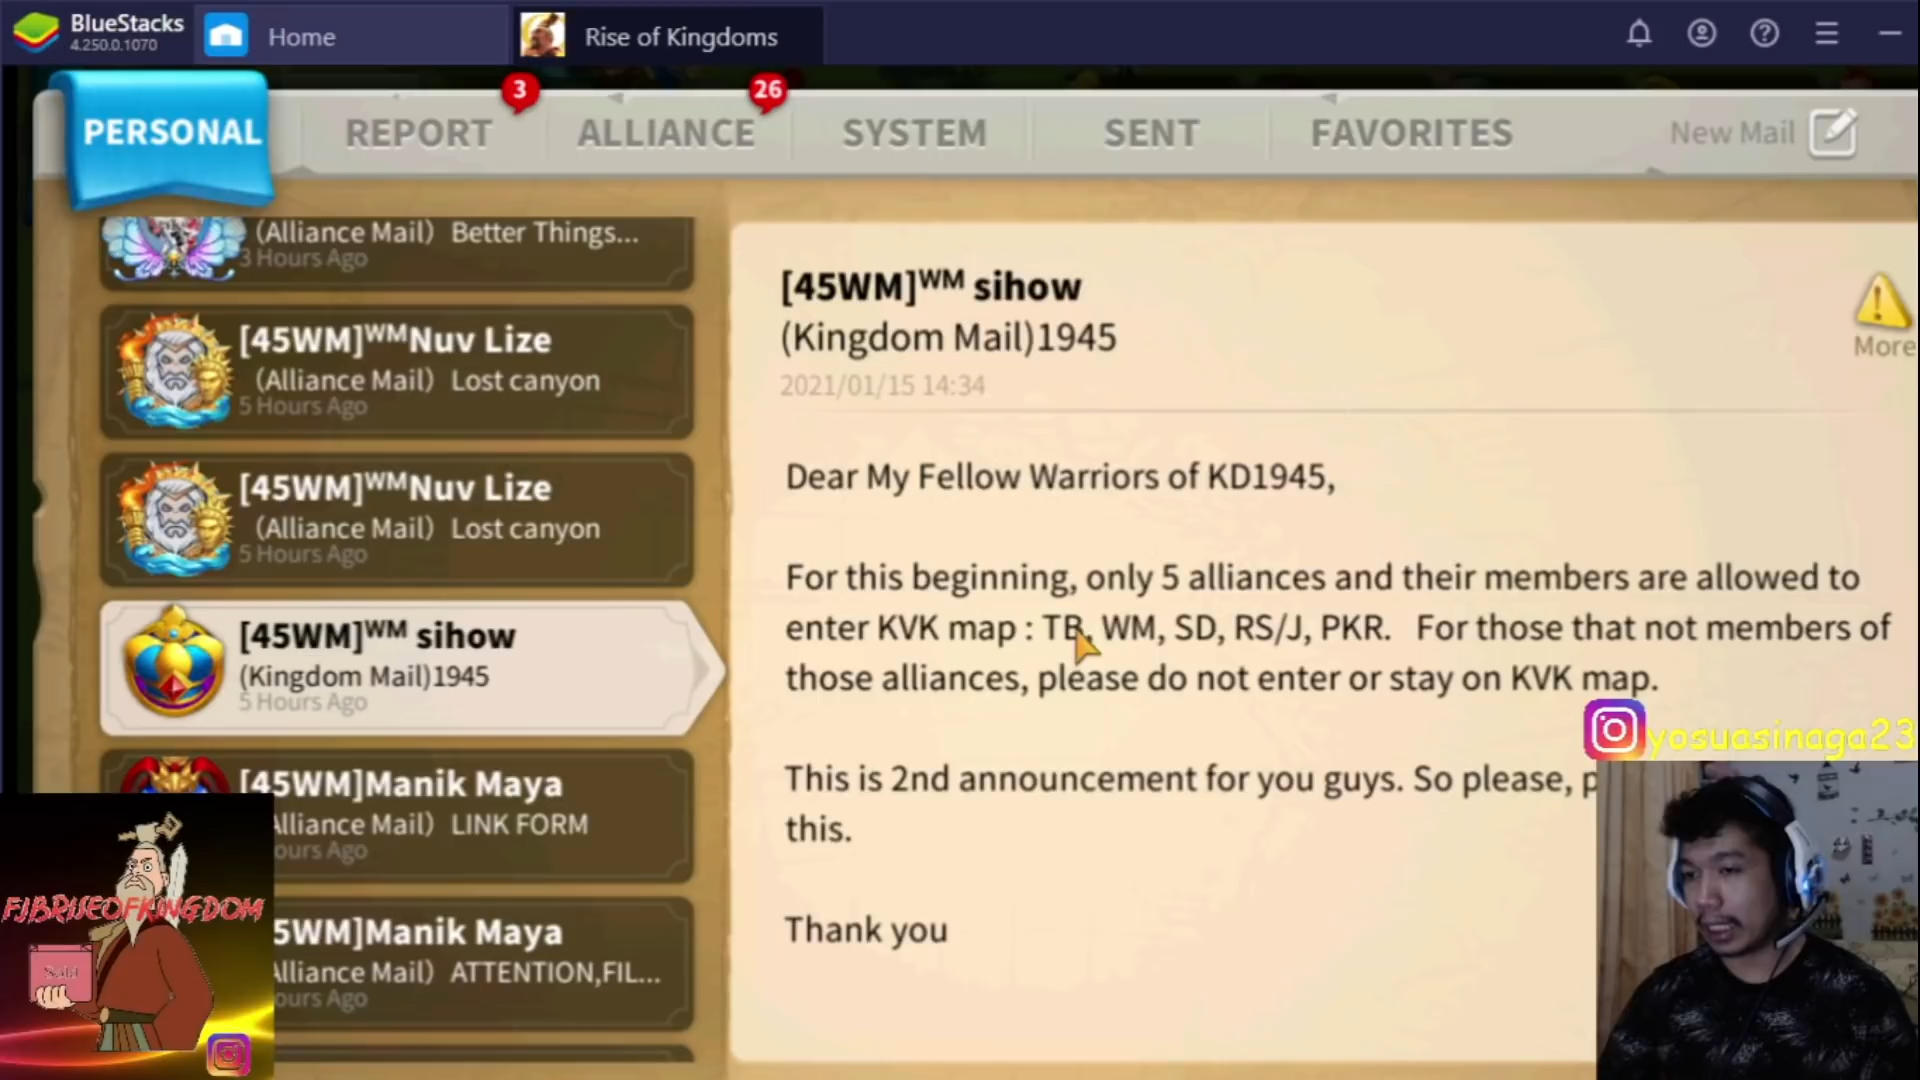 BlueStacks
4.250.0.1070
Home
Rise of Kingdoms
PERSONAL
REPORT
3
ALLIANCE
26
SYSTEM
SENT
FAVORITES
New Mail
(Alliance Mail) Better Things...
3 Hours Ago
[45WM]ᵂᴹNuv Lize
(Alliance Mail) Lost canyon
5 Hours Ago
[45WM]ᵂᴹNuv Lize
(Alliance Mail) Lost canyon
5 Hours Ago
[45WM]ᵂᴹ sihow
(Kingdom Mail)1945
5 Hours Ago
[45WM]Manik Maya
Alliance Mail) LINK FORM
ours Ago
5WM]Manik Maya
Alliance Mail) ATTENTION,FIL...
ours Ago
[45WM]ᵂᴹ sihow
(Kingdom Mail)1945
2021/01/15 14:34
More
Dear My Fellow Warriors of KD1945,
For this beginning, only 5 alliances and their members are allowed to
enter KVK map : TB, WM, SD, RS/J, PKR. For those that not members of
those alliances, please do not enter or stay on KVK map.
This is 2nd announcement for you guys. So please, p
this.
Thank you
yosuasinaga23
FJBRISEOFKINGDOM
Sold